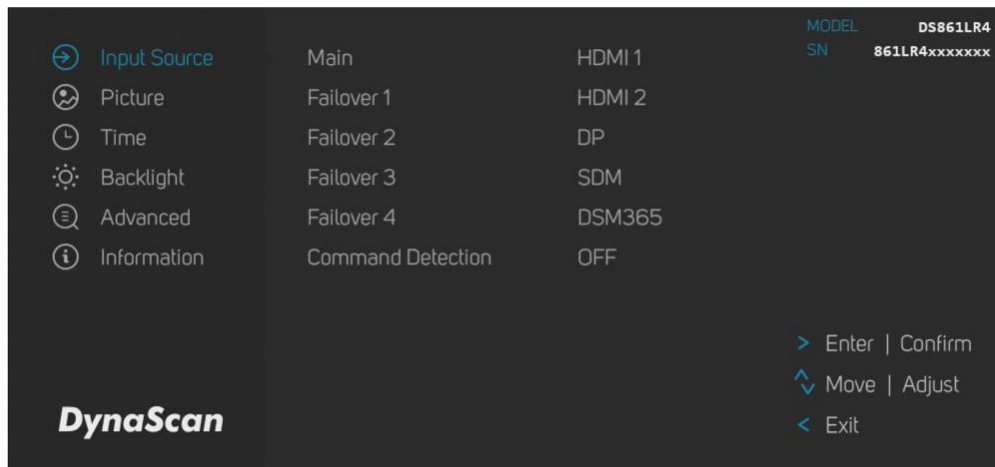 MODEL DS861LR4
SN 861LR4xxxxxxx
Input Source Main HDMI 1
Picture Failover 1 HDMI 2
Time Failover 2 DP
Backlight Failover 3 SDM
Advanced Failover 4 DSM365
Information Command Detection OFF
> Enter | Confirm
Move | Adjust
< Exit
DynaScan